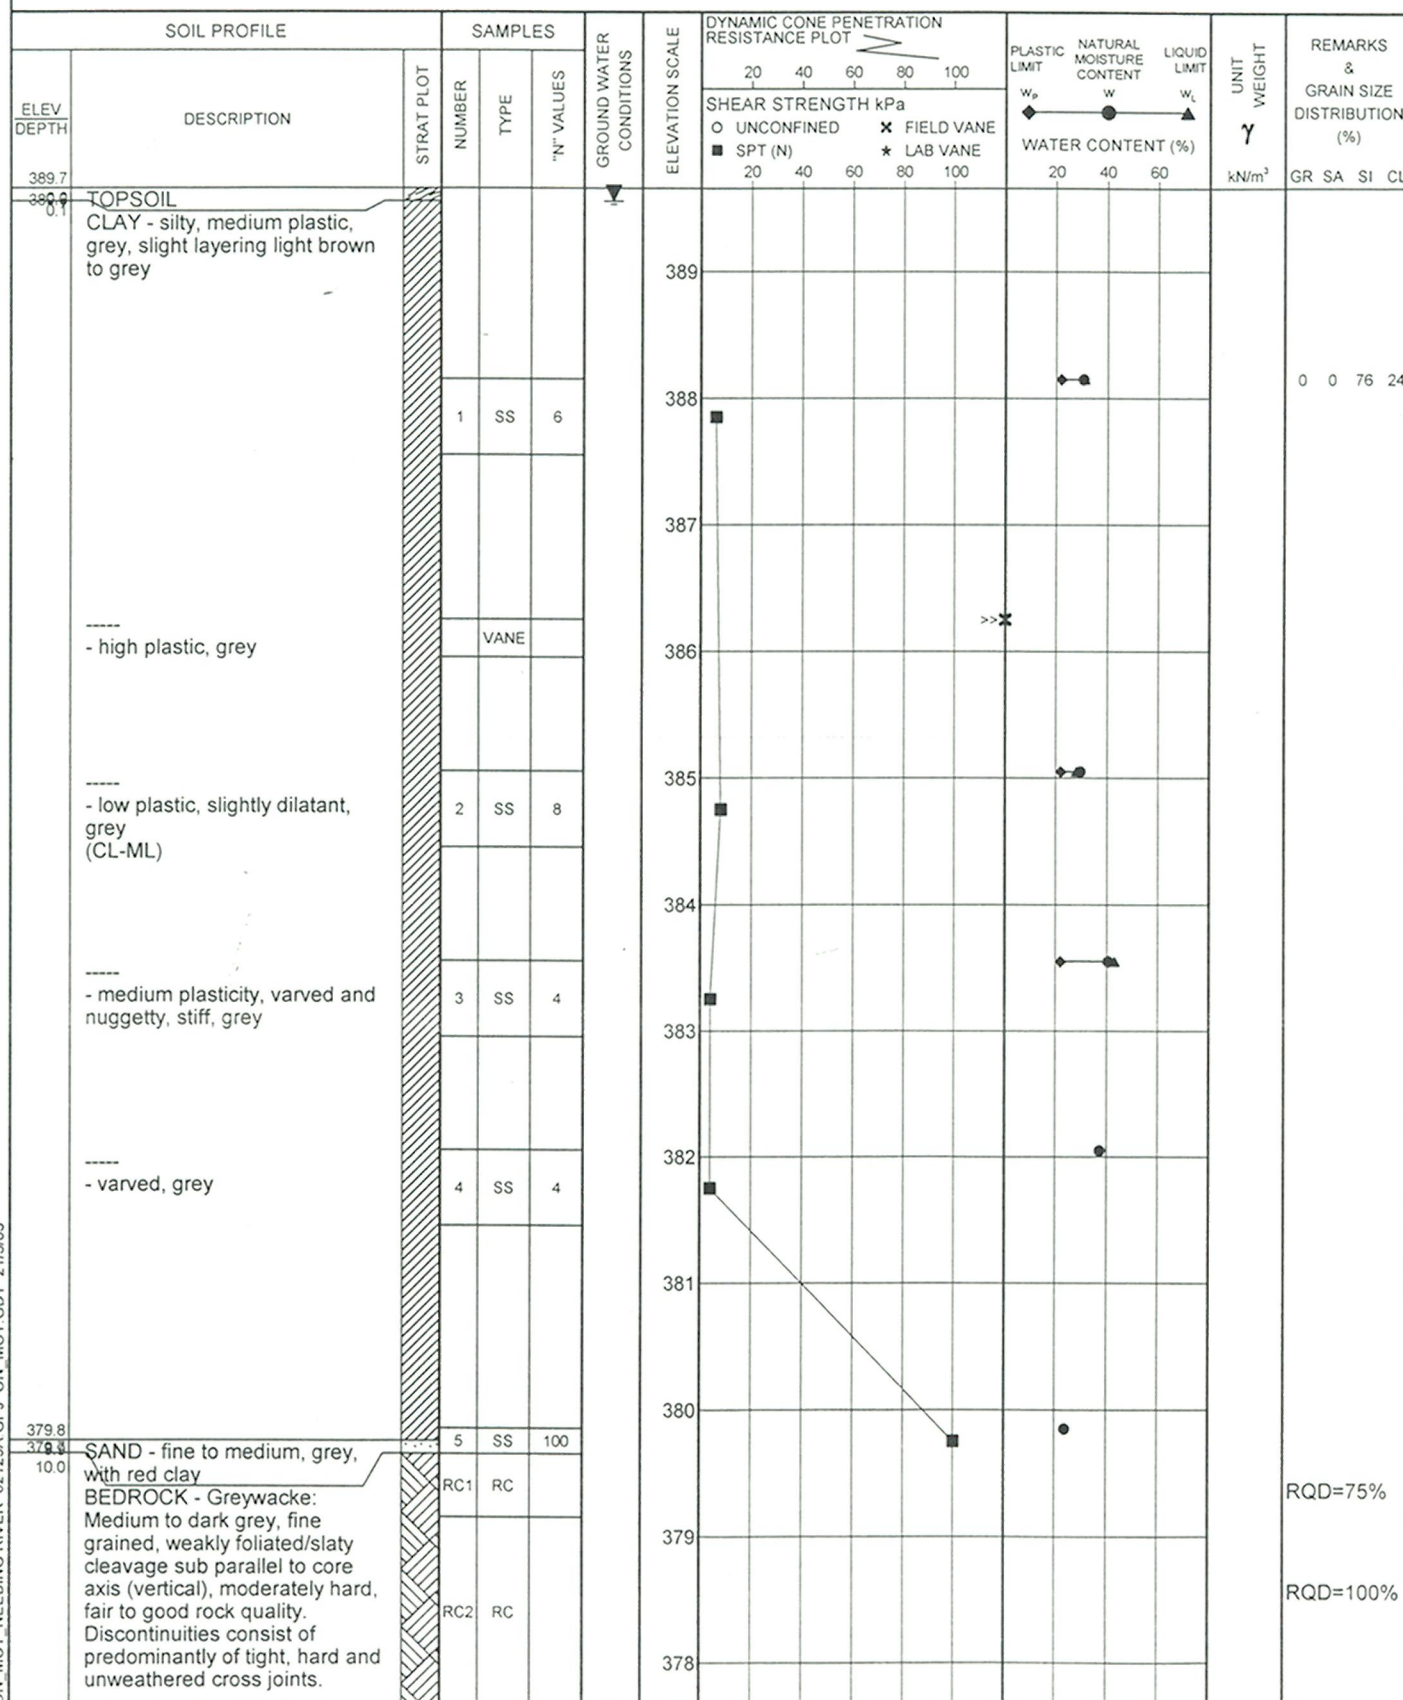 SOIL PROFILE
SAMPLES
DYNAMIC CONE PENETRATION
RESISTANCE PLOT
20 40 60 80 100
ELEV
DEPTH
DESCRIPTION
STRAT PLOT
NUMBER
TYPE
"N" VALUES
GROUND WATER
CONDITIONS
ELEVATION SCALE
SHEAR STRENGTH kPa
UNCONFINED
FIELD VANE
SPT (N)
LAB VANE
20 40 60 80 100
PLASTIC
LIMIT
NATURAL
MOISTURE
CONTENT
LIQUID
LIMIT
WP W WL
WATER CONTENT (%)
20 40 60
UNIT
WEIGHT
γ
kN/m³
REMARKS
&
GRAIN SIZE
DISTRIBUTION
(%)
GR SA SI CL
389.7
0.1
TOPSOIL
CLAY - silty, medium plastic,
grey, slight layering light brown
to grey
389
388
1 SS 6
0 0 76 24
387
-----
- high plastic, grey
VANE
>>
386
385
-----
- low plastic, slightly dilatant,
grey
(CL-ML)
2 SS 8
384
-----
- medium plasticity, varved and
nuggetty, stiff, grey
3 SS 4
383
382
-----
- varved, grey
4 SS 4
381
380
379.8
10.0
SAND - fine to medium, grey,
with red clay
5 SS 100
BEDROCK - Greywacke:
Medium to dark grey, fine
grained, weakly foliated/slaty
cleavage sub parallel to core
axis (vertical), moderately hard,
fair to good rock quality.
Discontinuities consist of
predominantly of tight, hard and
unweathered cross joints.
RC1 RC
RQD=75%
379
RC2 RC
RQD=100%
378